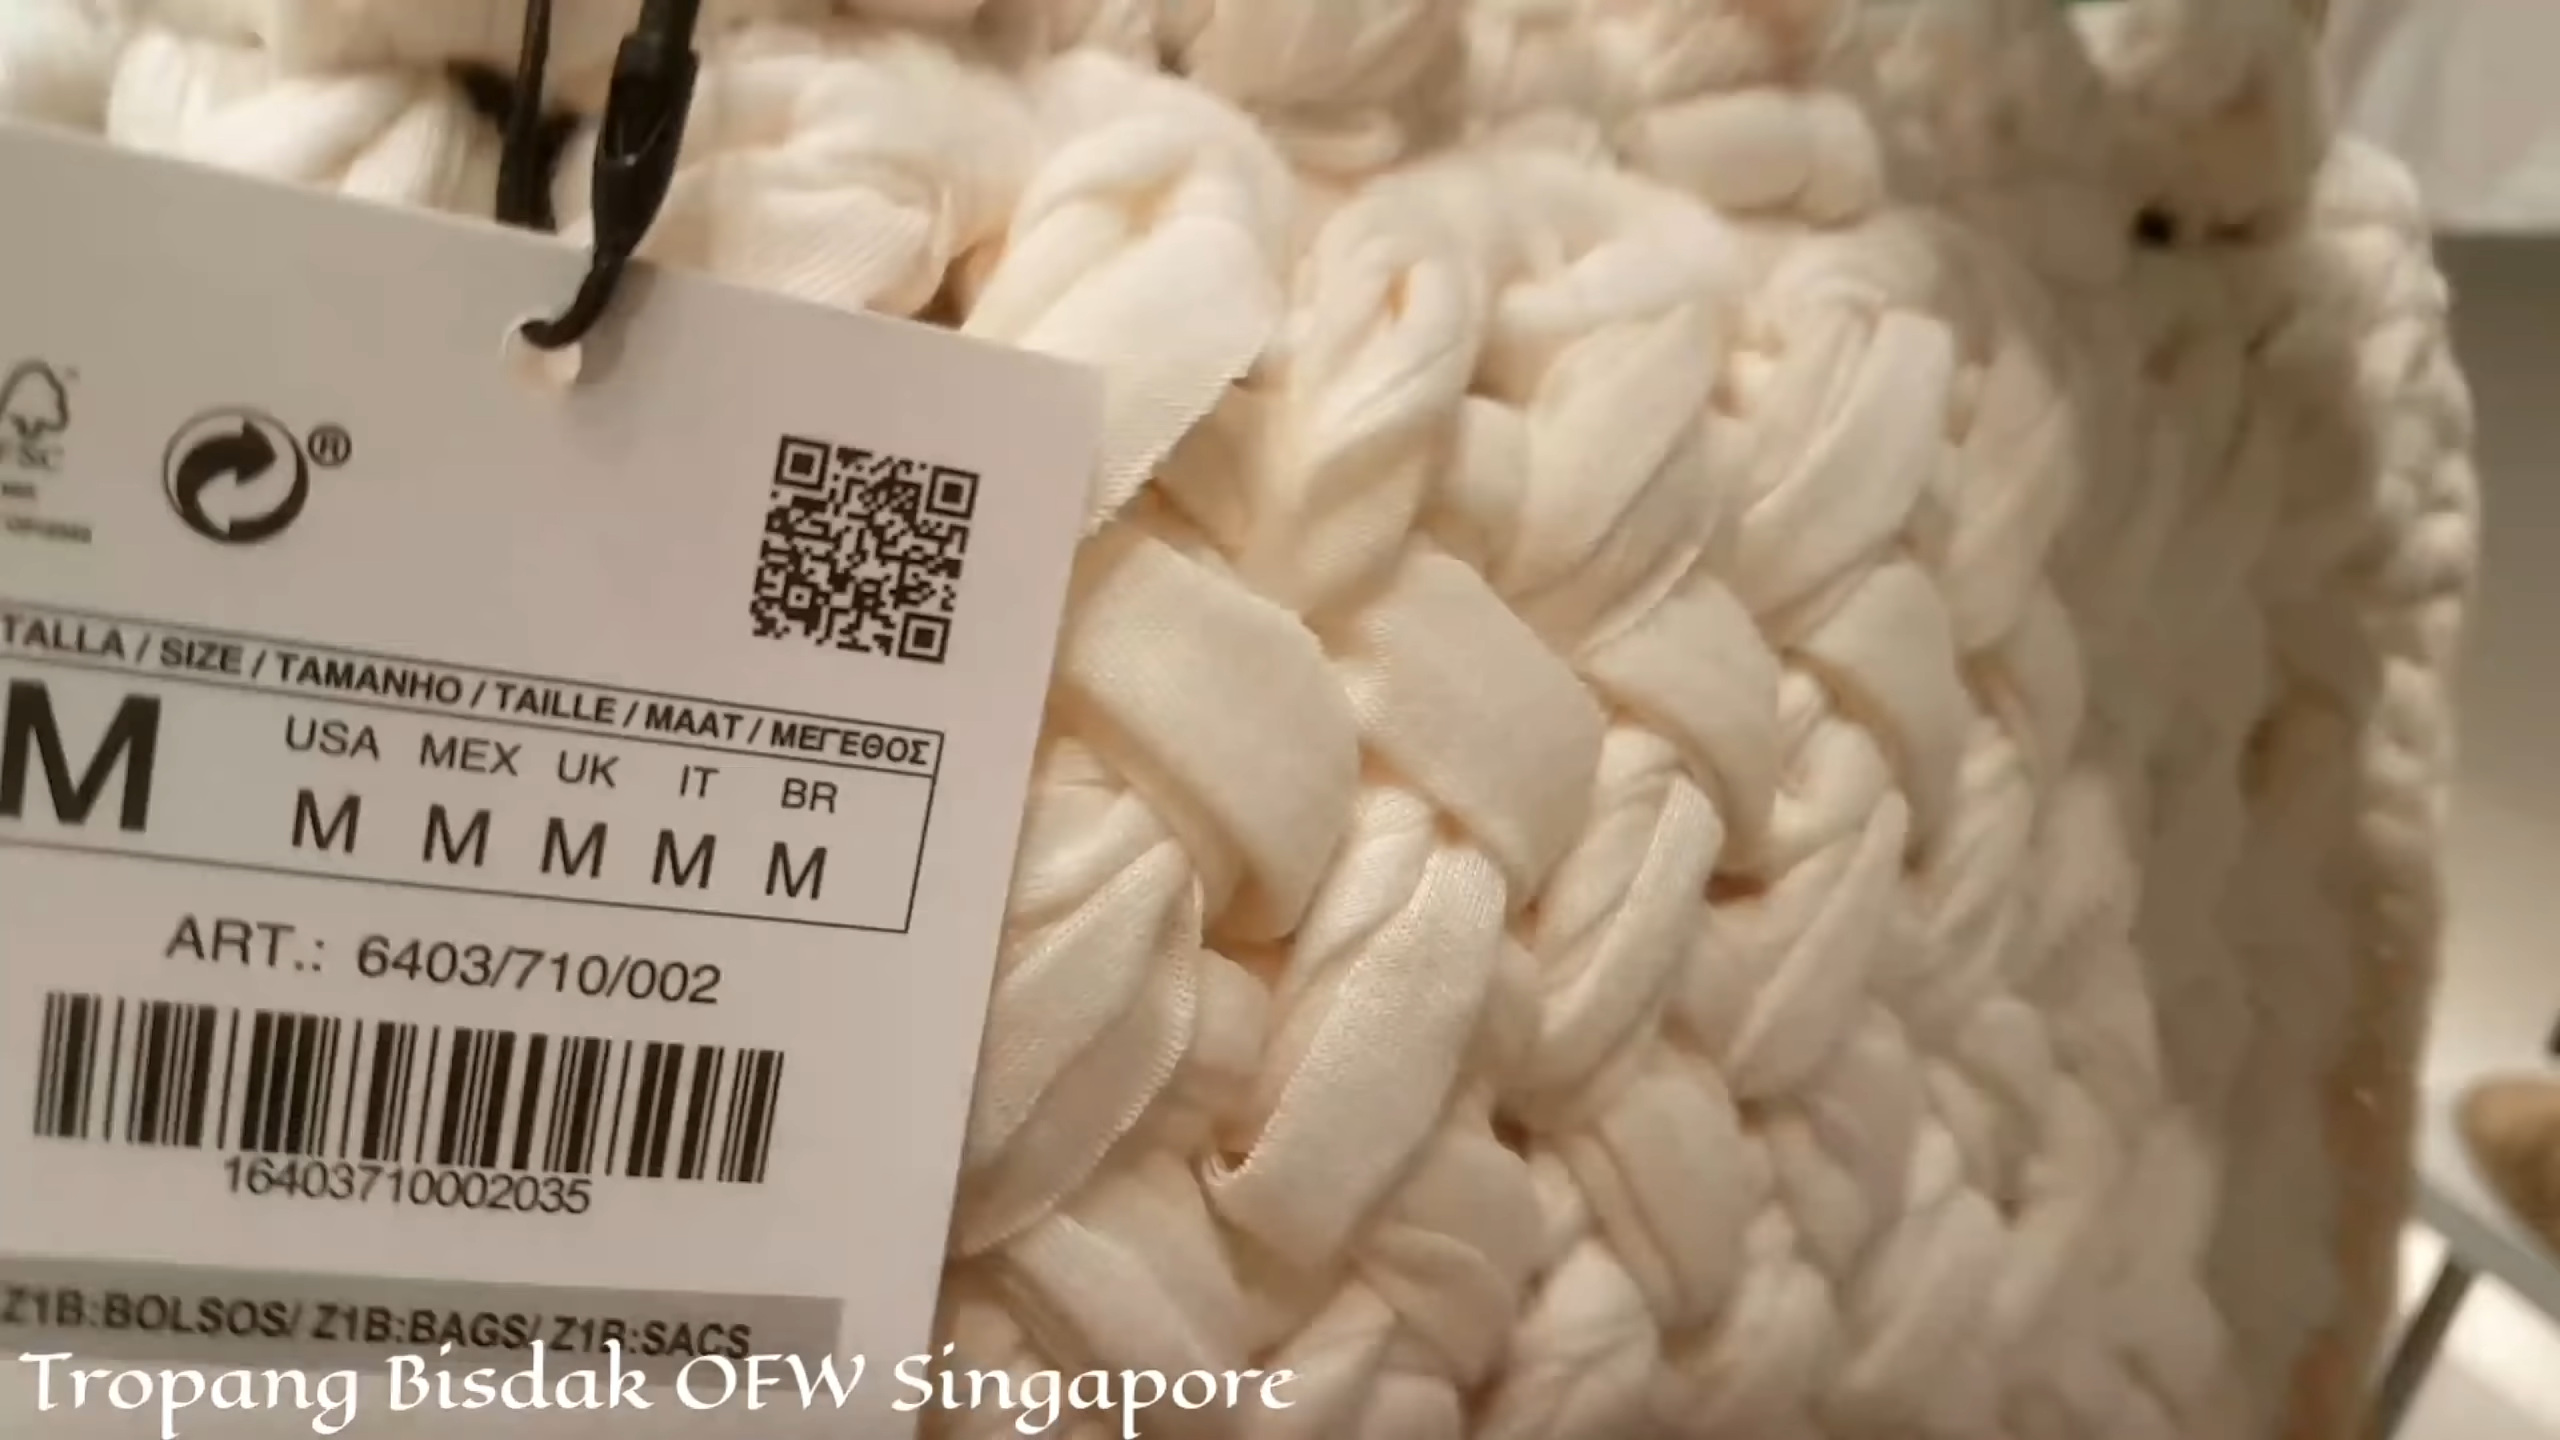 FSC
®
TALLA / SIZE / TAMANHO / TAILLE / MAAT / ΜΕΓΕΘΟΣ
M
USA MEX UK IT BR
M M M M M
ART.: 6403/710/002
16403710002035
Z1B:BOLSOS/ Z1B:BAGS/ Z1B:SACS
Tropang Bisdak OFW Singapore